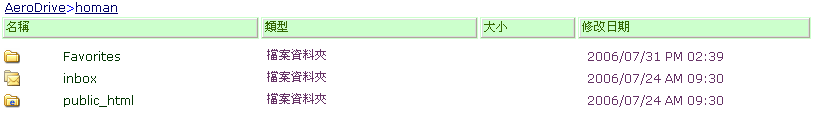 AeroDrive>homan
名稱 類型 大小 修改日期
Favorites 檔案資料夾 2006/07/31 PM 02:39
inbox 檔案資料夾 2006/07/24 AM 09:30
public_html 檔案資料夾 2006/07/24 AM 09:30